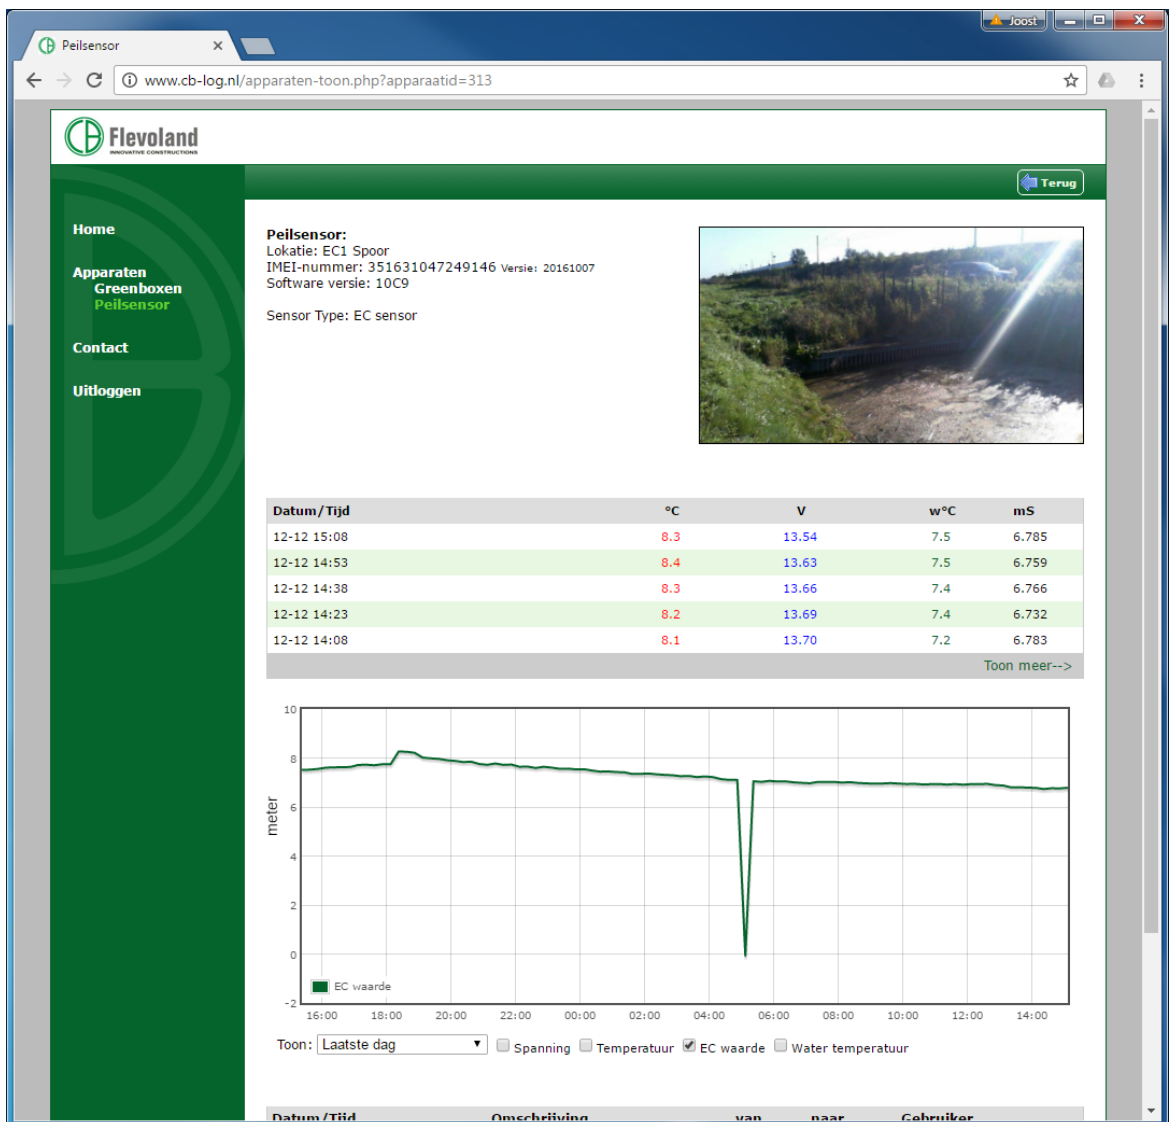 Joost
Peilsensor
www.cb-log.nl/apparaten-toon.php?apparaatid=313
CB Flevoland
INNOVATIVE CONSTRUCTIONS
Terug
Home
Apparaten
Greenboxen
Peilsensor
Contact
Uitloggen
Peilsensor:
Lokatie: EC1 Spoor
IMEI-nummer: 351631047249146 Versie: 20161007
Software versie: 10C9
Sensor Type: EC sensor
Datum/Tijd °C V w°C mS
12-12 15:08 8.3 13.54 7.5 6.785
12-12 14:53 8.4 13.63 7.5 6.759
12-12 14:38 8.3 13.66 7.4 6.766
12-12 14:23 8.2 13.69 7.4 6.732
12-12 14:08 8.1 13.70 7.2 6.783
Toon meer-->
10
8
6
4
2
0
-2
meter
EC waarde
16:00 18:00 20:00 22:00 00:00 02:00 04:00 06:00 08:00 10:00 12:00 14:00
Toon: Laatste dag Spanning Temperatuur EC waarde Water temperatuur
Datum/Tijd Omschrijving van naar Gebruiker